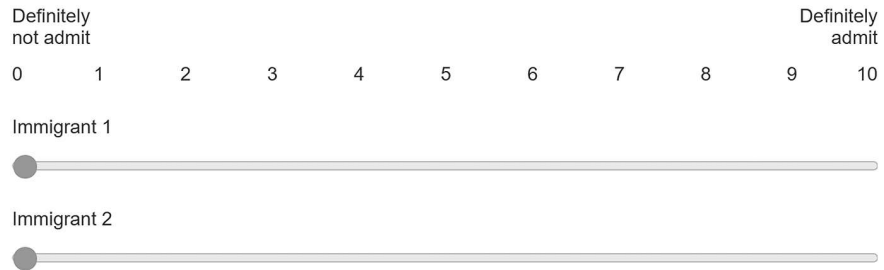 Definitely
not admit
Definitely
admit
0 1 2 3 4 5 6 7 8 9 10
Immigrant 1
Immigrant 2